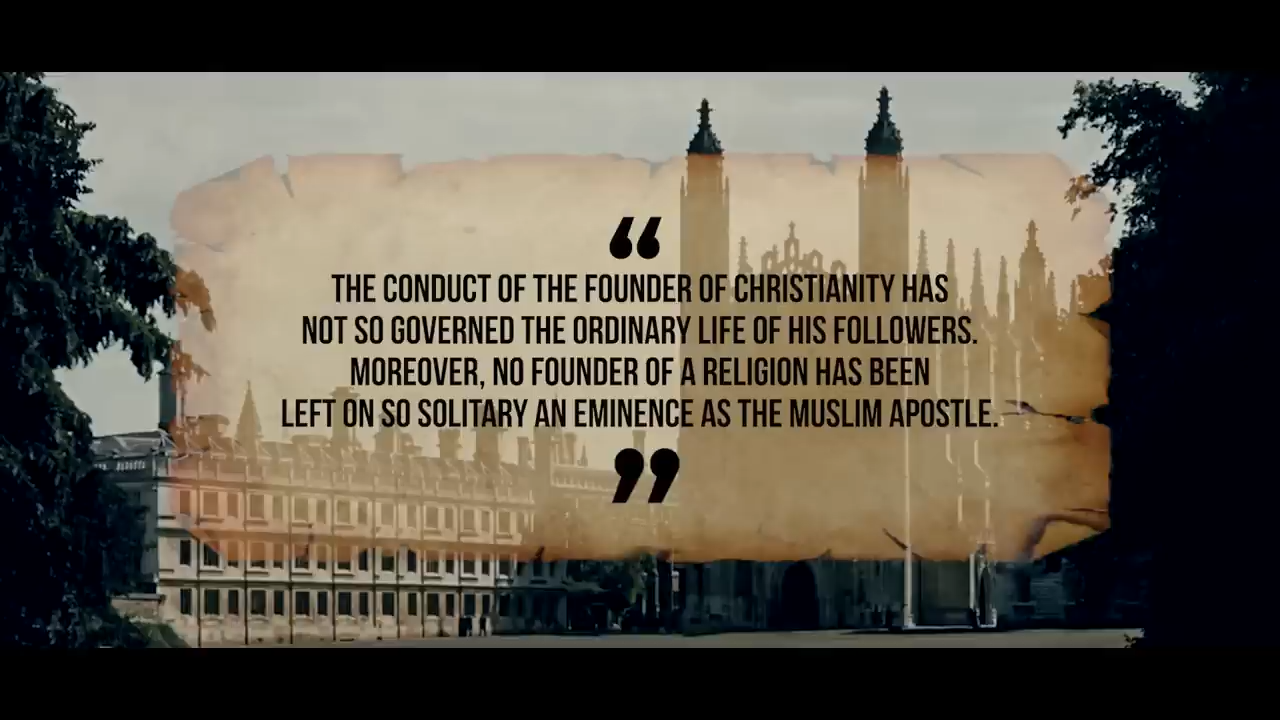 “
THE CONDUCT OF THE FOUNDER OF CHRISTIANITY HAS
NOT SO GOVERNED THE ORDINARY LIFE OF HIS FOLLOWERS.
MOREOVER, NO FOUNDER OF A RELIGION HAS BEEN
LEFT ON SO SOLITARY AN EMINENCE AS THE MUSLIM APOSTLE.
”